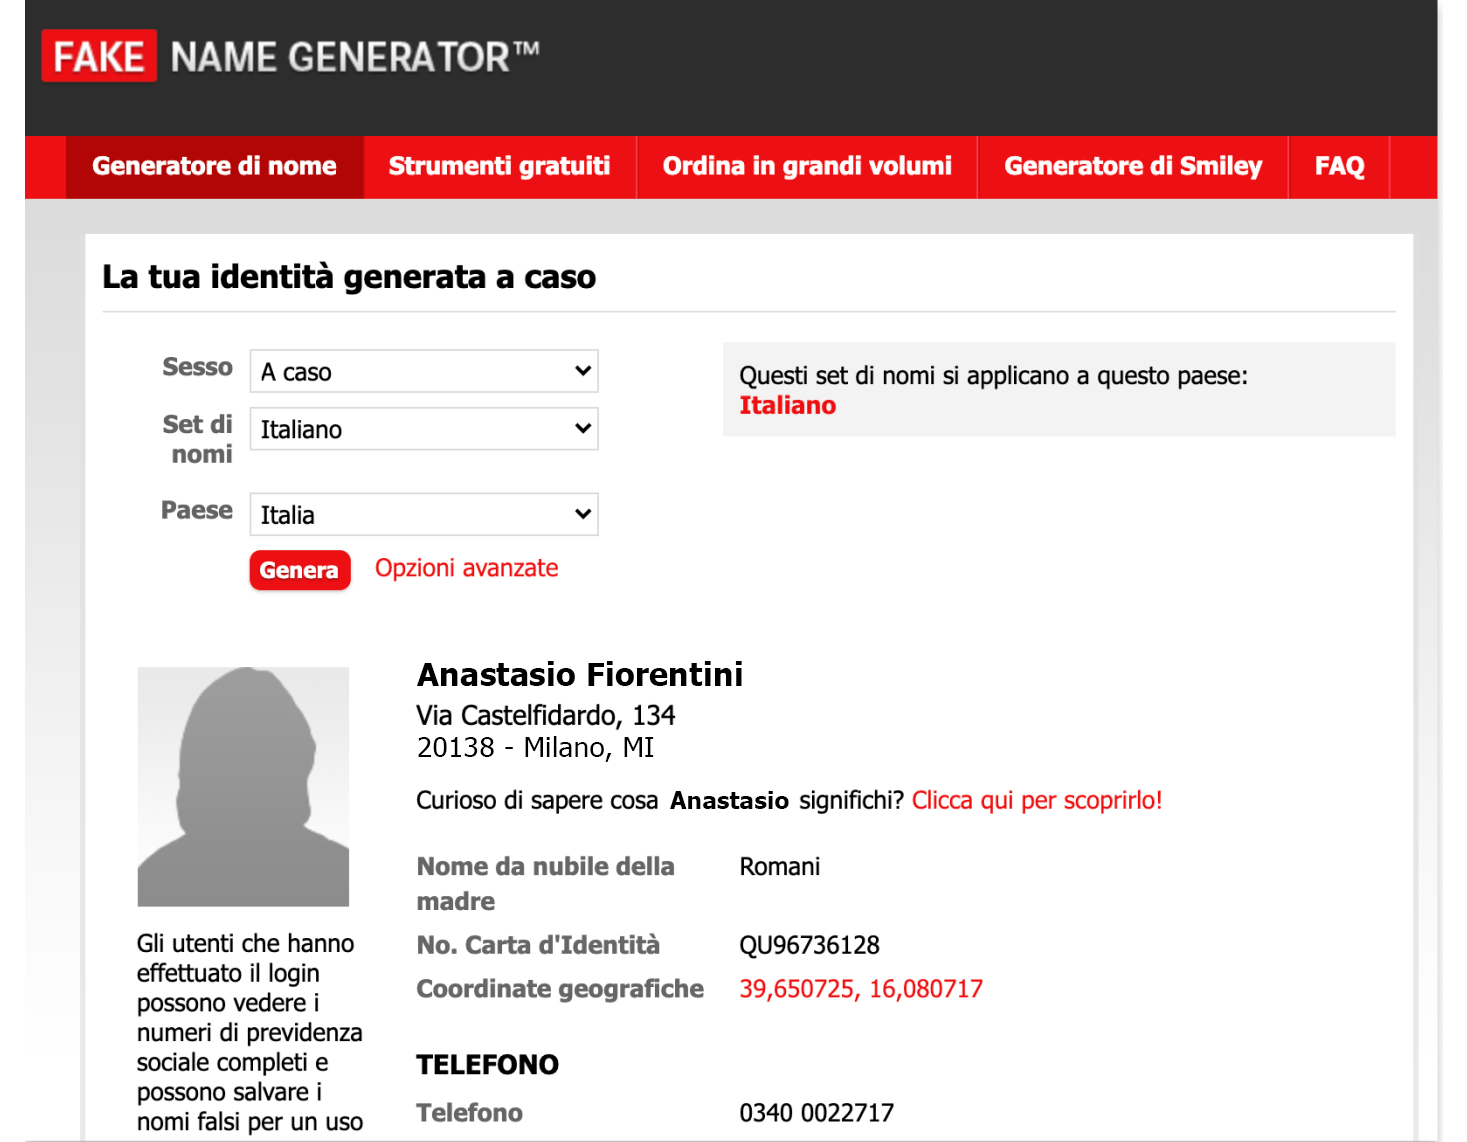 FAKE NAME GENERATOR™
Generatore di nome Strumenti gratuiti Ordina in grandi volumi Generatore di Smiley FAQ
La tua identità generata a caso
Sesso A caso
Set di nomi Italiano
Paese Italia
Genera Opzioni avanzate
Questi set di nomi si applicano a questo paese:
Italiano
Anastasio Fiorentini
Via Castelfidardo, 134
20138 - Milano, MI
Curioso di sapere cosa Anastasio significhi? Clicca qui per scoprirlo!
Nome da nubile della
madre
Romani
No. Carta d'Identità QU96736128
Coordinate geografiche 39,650725, 16,080717
TELEFONO
Telefono 0340 0022717
Gli utenti che hanno
effettuato il login
possono vedere i
numeri di previdenza
sociale completi e
possono salvare i
nomi falsi per un uso